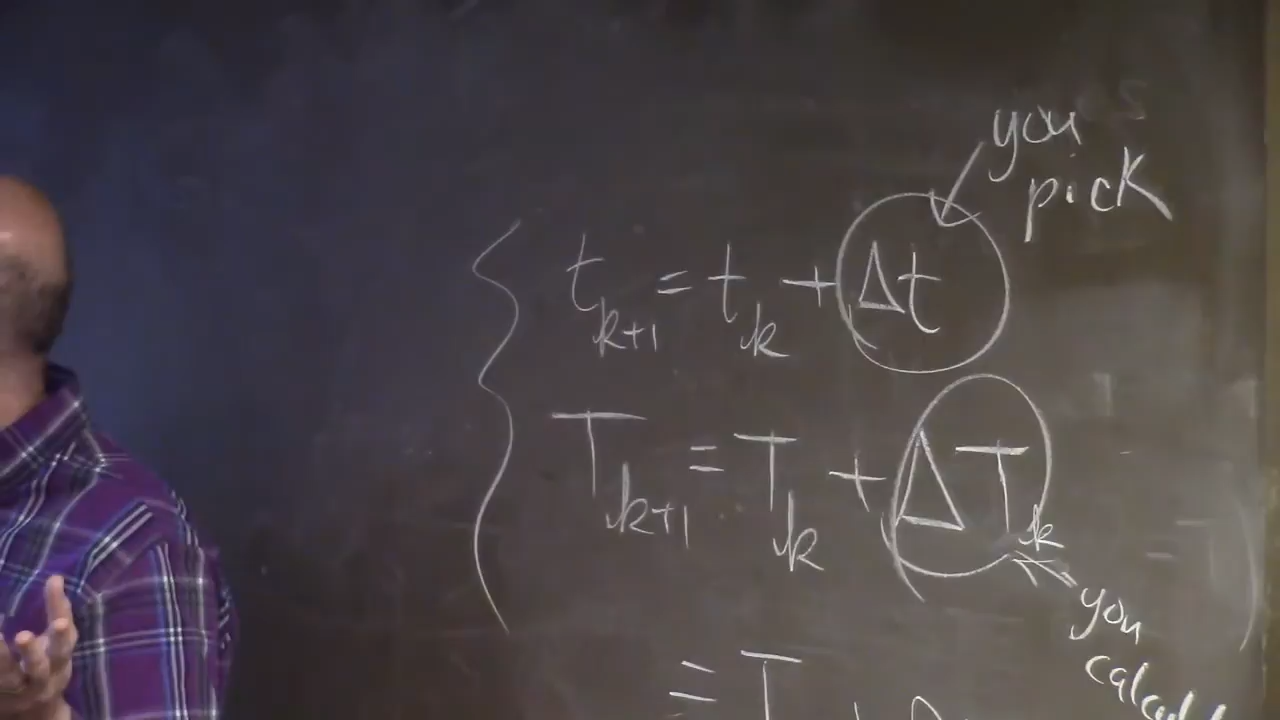 you
pick
t_{k+1} = t_k + Δt
T_{k+1} = T_k + ΔT_k
you
= T +